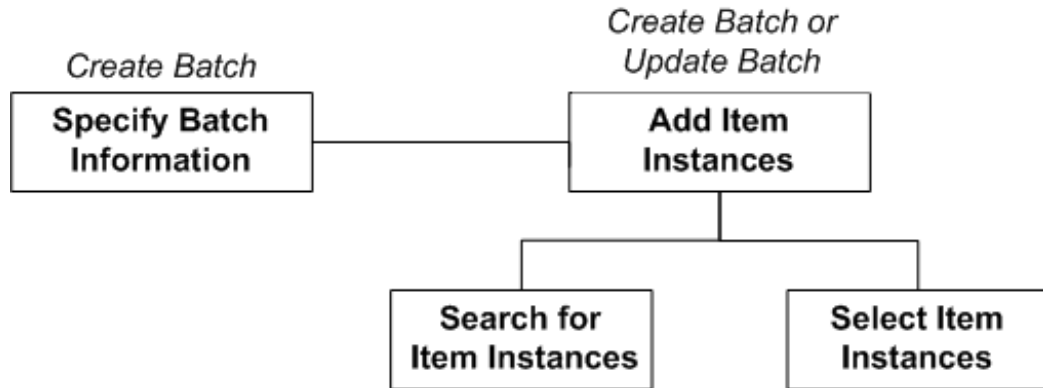 Create Batch
Specify Batch
Information
Create Batch or
Update Batch
Add Item
Instances
Search for
Item Instances
Select Item
Instances